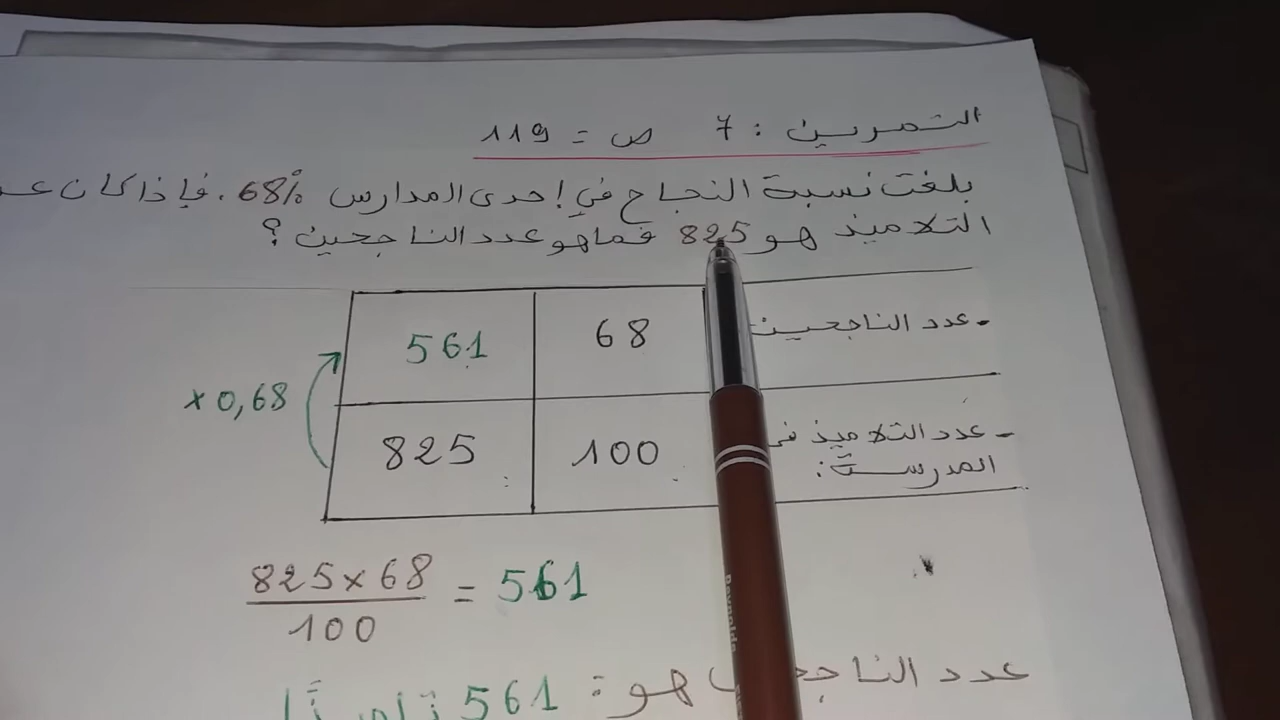 التمرين : 7 ص = 119
بلغت نسبة النجاح في إحدى المدارس 68% . فإذا كان
التلاميذ هو 825 فما هو عدد الناجحين ؟
- عدد الناجحين 68 561
× 0,68
- عدد التلاميذ في 100 825
المدرسة :
825 × 68 / 100 = 561
عدد هو : 561